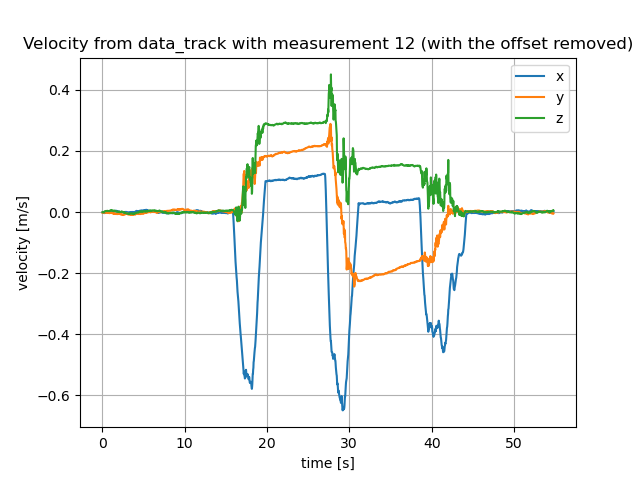 Velocity from data_track with measurement 12 (with the offset removed)
x
y
z
velocity [m/s]
0.4
0.2
0.0
−0.2
−0.4
−0.6
0 10 20 30 40 50
time [s]